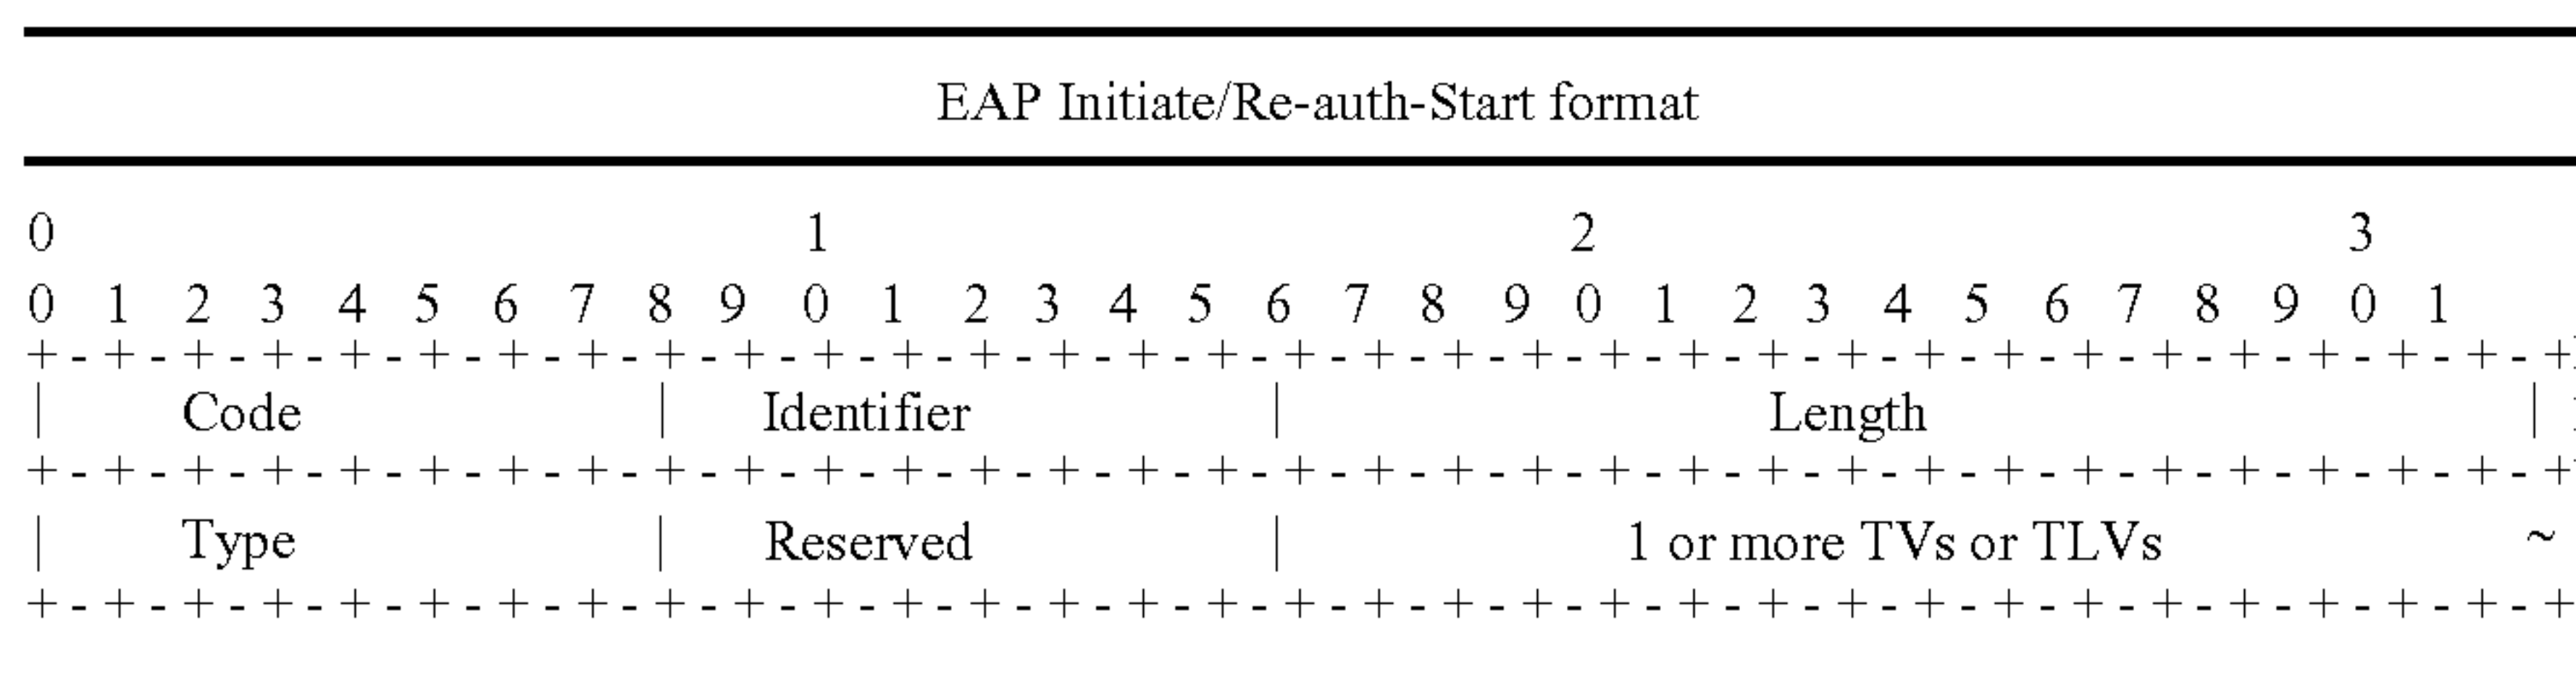 EAP Initiate/Re-auth-Start format
0 1 2 3
0 1 2 3 4 5 6 7 8 9 0 1 2 3 4 5 6 7 8 9 0 1 2 3 4 5 6 7 8 9 0 1
+-+-+-+-+-+-+-+-+-+-+-+-+-+-+-+-+-+-+-+-+-+-+-+-+-+-+-+-+-+-+-+-+
| Code | Identifier | Length |
+-+-+-+-+-+-+-+-+-+-+-+-+-+-+-+-+-+-+-+-+-+-+-+-+-+-+-+-+-+-+-+-+
| Type | Reserved | 1 or more TVs or TLVs ~
+-+-+-+-+-+-+-+-+-+-+-+-+-+-+-+-+-+-+-+-+-+-+-+-+-+-+-+-+-+-+-+-+